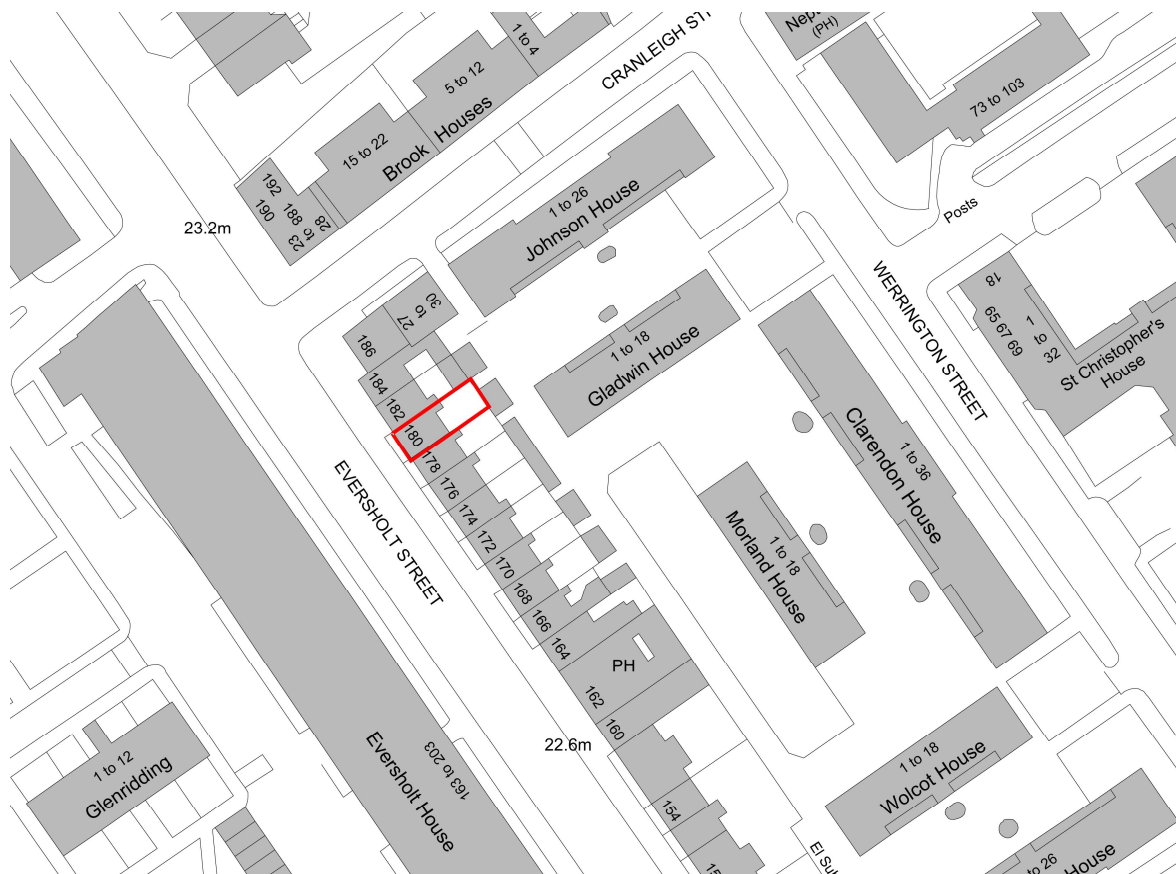 Nep
(PH)
1 to 4
CRANLEIGH ST
5 to 12
73 to 103
15 to 22
Brook Houses
192
190
188
23 to 28
23.2m
1 to 26
Johnson House
Posts
WERRINGTON STREET
18
65 67 69
1 to 32
St Christopher's
House
27 to 30
186
184
182
180
178
176
174
172
170
168
166
164
PH
162
160
154
15
1 to 18
Gladwin House
EVERSHOLT STREET
1 to 36
Clarendon House
1 to 18
Morland House
22.6m
163 to 203
Eversholt House
1 to 12
Glenridding
1 to 18
Wolcot House
El Su
to 26
House